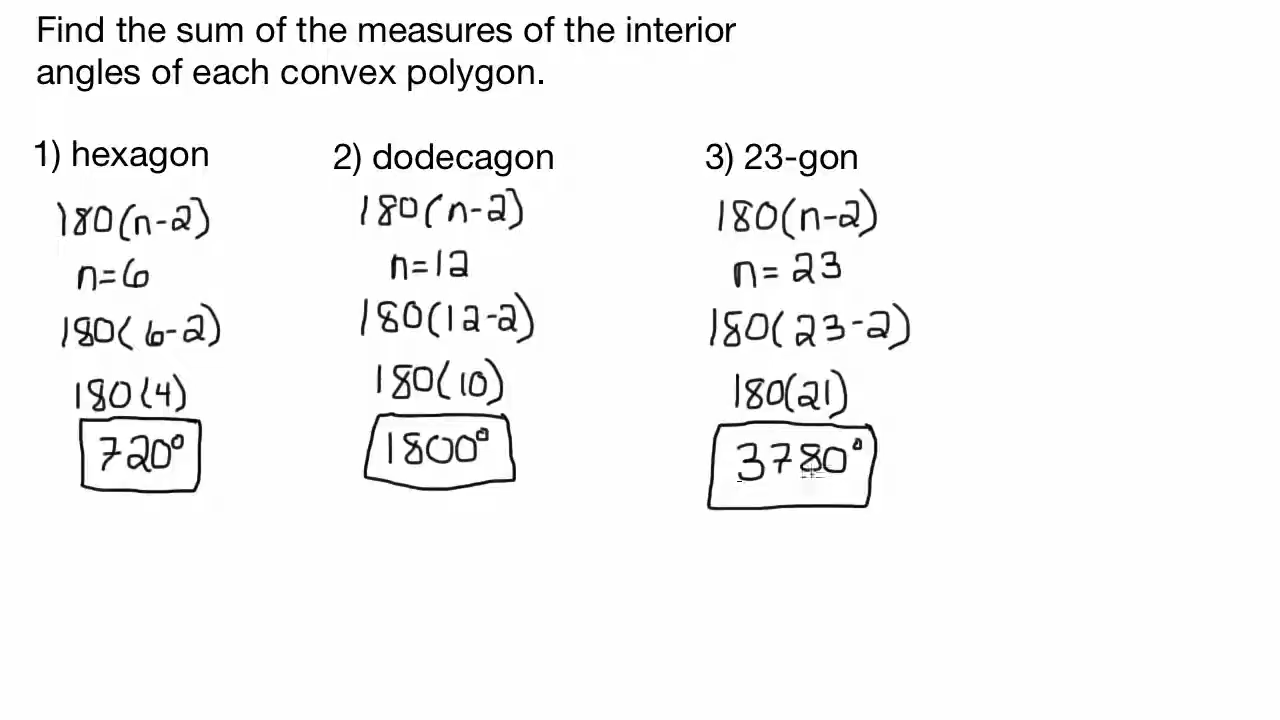 Find the sum of the measures of the interior
angles of each convex polygon.
1) hexagon
180(n-2)
n=6
180(6-2)
180(4)
720°
2) dodecagon
180(n-2)
n=12
180(12-2)
180(10)
1800°
3) 23-gon
180(n-2)
n=23
180(23-2)
180(21)
3780°